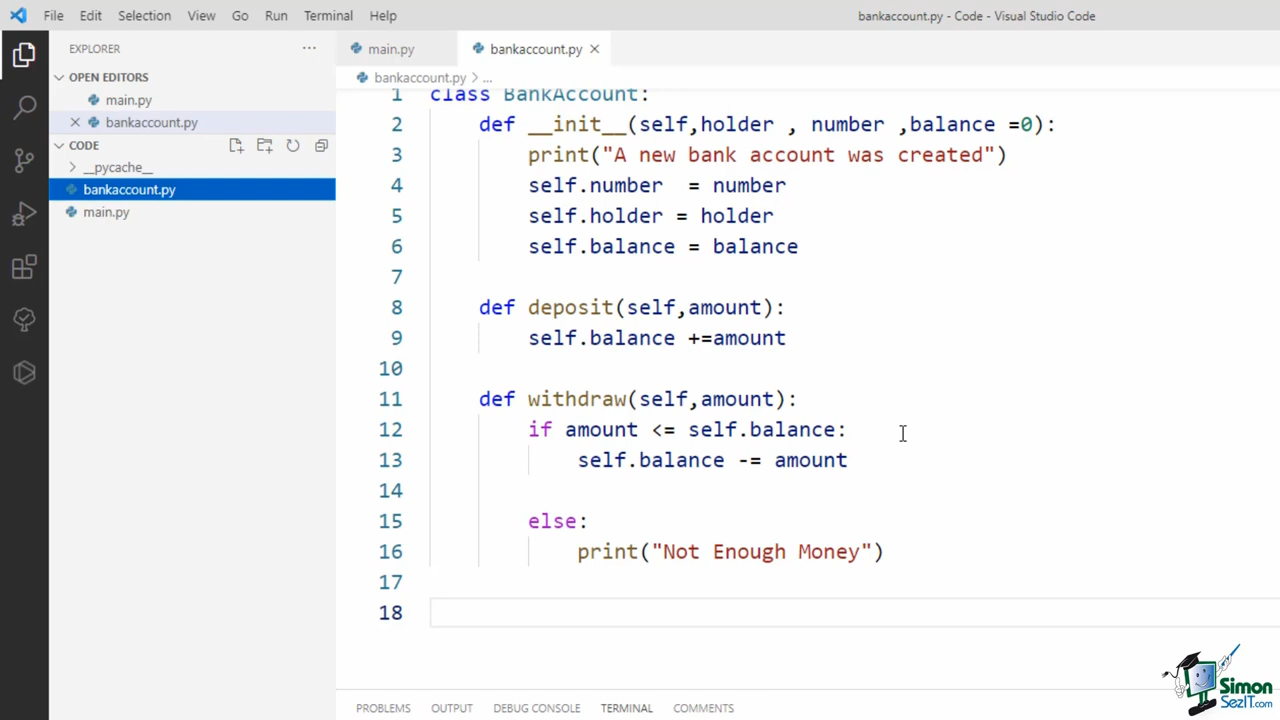 File Edit Selection View Go Run Terminal Help
bankaccount.py - Code - Visual Studio Code
EXPLORER ...
OPEN EDITORS
main.py
bankaccount.py
CODE
__pycache__
bankaccount.py
main.py
main.py
bankaccount.py
bankaccount.py > ...
1 class BankAccount:
2 def __init__(self,holder , number ,balance =0):
3 print("A new bank account was created")
4 self.number = number
5 self.holder = holder
6 self.balance = balance
7
8 def deposit(self,amount):
9 self.balance +=amount
10
11 def withdraw(self,amount):
12 if amount <= self.balance:
13 self.balance -= amount
14
15 else:
16 print("Not Enough Money")
17
18
PROBLEMS OUTPUT DEBUG CONSOLE TERMINAL COMMENTS
Simon
SezIT.com